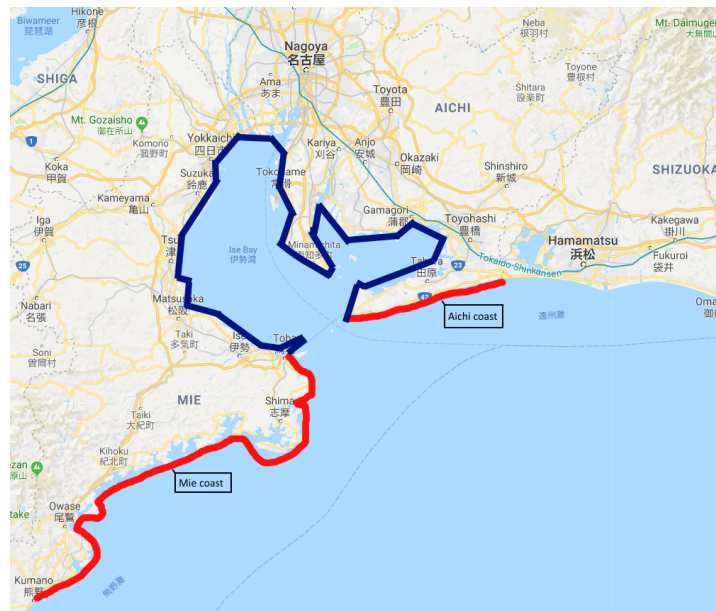 Biwameer
琵琶湖
Hikone
彦根
Neba
根羽村
Mt. Daimugen
大無間山
Nagoya
名古屋
SHIGA
Ama
あま
Toyone
豊根村
Toyota
豊田
Shitara
設楽町
AICHI
Mt. Gozaisho
御在所山
1
Yokkaichi
四日市
Komono
菰野町
Kariya
刈谷
Anjo
安城
Okazaki
岡崎
Koka
甲賀
Suzuka
鈴鹿
Tokoname
常滑
Shinshiro
新城
SHIZUOKA
Kameyama
亀山
Gamagori
蒲郡
Toyohashi
豊橋
Kakegawa
掛川
Iga
伊賀
Tsu
津
Ise Bay
伊勢湾
Minamichita
南知多町
Hamamatsu
浜松
Fukuroi
袋井
Tahara
田原
23
Tokaido Shinkansen
25
Nabari
名張
Matsusaka
松阪
42
Aichi coast
遠州灘
Oma
御前
Taki
多気町
Ise
伊勢
Toba
Soni
曽爾村
MIE
Shima
志摩
Taiki
大紀町
Kihoku
紀北町
Mie coast
Owase
尾鷲
Kumano
熊野
熊野灘